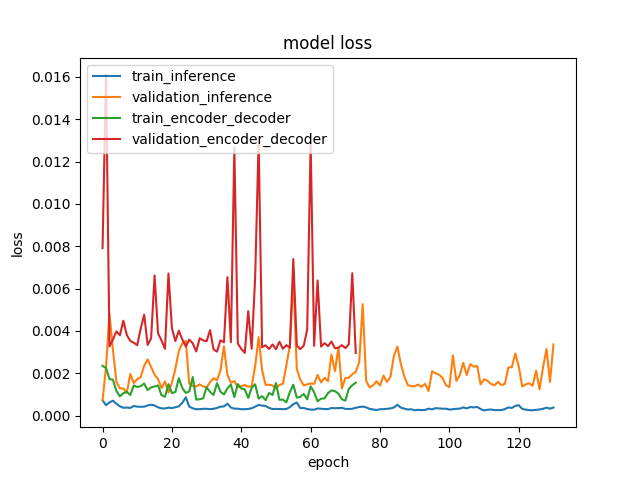 model loss
train_inference
validation_inference
train_encoder_decoder
validation_encoder_decoder
loss
0.016
0.014
0.012
0.010
0.008
0.006
0.004
0.002
0.000
0 20 40 60 80 100 120
epoch